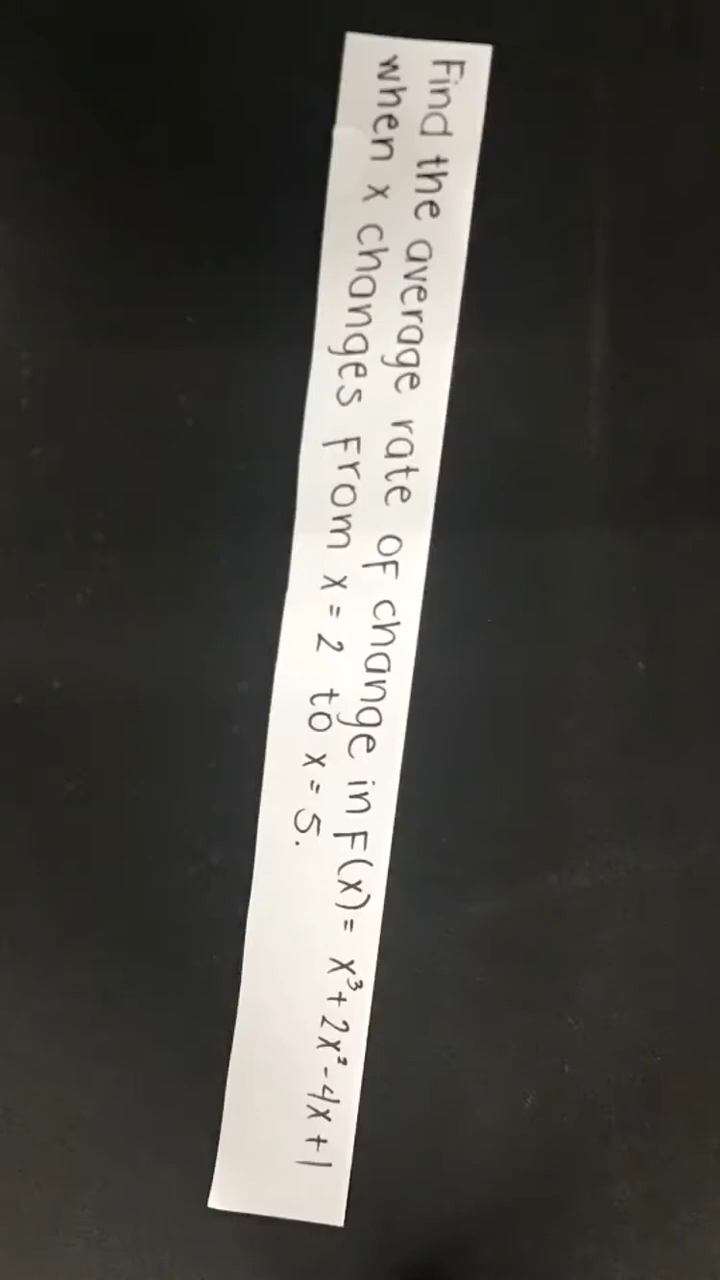 Find the average rate of change in F(x) = x³ + 2x² - 4x + 1
when x changes from x = 2 to x = 5.